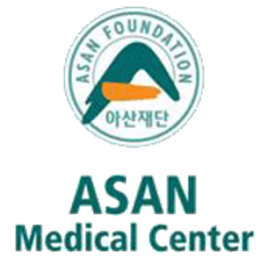 ASAN FOUNDATION
아산재단
ASAN
Medical Center